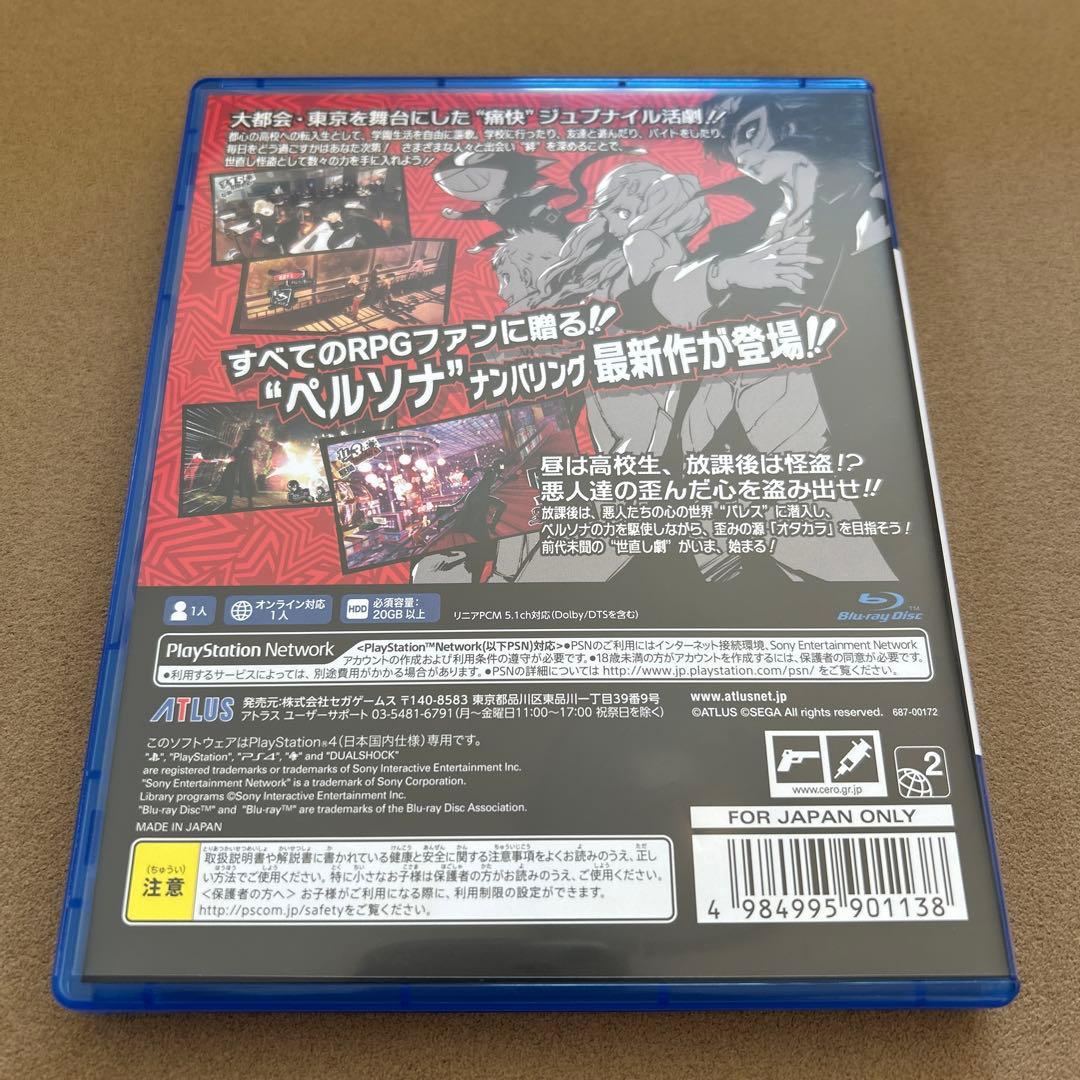 大都会・東京を舞台にした“痛快”ジュブナイル活劇!!
都心の高校への転入生として、学園生活を自由に謳歌。学校に行ったり、友達と遊んだり、バイトをしたり、
毎日をどう過ごすかはあなた次第! さまざまな人々と出会い“絆”を深めることで、
世直し怪盗として数々の力を手に入れよう!!
すべてのRPGファンに贈る!!
“ペルソナ”ナンバリング最新作が登場!!
昼は高校生、放課後は怪盗!?
悪人達の歪んだ心を盗み出せ!!
放課後は、悪人たちの心の世界“パレス”に潜入し、
ペルソナの力を駆使しながら、歪みの源「オタカラ」を目指そう!
前代未聞の“世直し劇”がいま、始まる!
1人
オンライン対応
1人
HDD
必須容量:
20GB以上
リニアPCM 5.1ch対応(Dolby/DTSを含む)
Blu-ray Disc™
PlayStation Network
<PlayStation™Network(以下PSN)対応>●PSNのご利用にはインターネット接続環境、Sony Entertainment Network
アカウントの作成および利用条件の遵守が必要です。●18歳未満の方がアカウントを作成するには、保護者の同意が必要です。
●利用するサービスによっては、別途費用がかかる場合があります。●PSNの詳細については http://www.jp.playstation.com/psn/ をご覧ください。
ATLUS
発売元:株式会社セガゲームス 〒140-8583 東京都品川区東品川一丁目39番9号
アトラス ユーザーサポート 03-5481-6791(月~金曜日11:00~17:00 祝祭日を除く)
www.atlusnet.jp
©ATLUS ©SEGA All rights reserved. 687-00172
このソフトウェアはPlayStation®4(日本国内仕様)専用です。
"PlayStation", "PS4", and "DUALSHOCK"
are registered trademarks or trademarks of Sony Interactive Entertainment Inc.
"Sony Entertainment Network" is a trademark of Sony Corporation.
Library programs ©Sony Interactive Entertainment Inc.
"Blu-ray Disc™" and "Blu-ray™" are trademarks of the Blu-ray Disc Association.
MADE IN JAPAN
www.cero.gr.jp
2
FOR JAPAN ONLY
(ちゅうい)
注意
取扱説明書や解説書に書かれている健康と安全に関する注意事項をよくお読みのうえ、正し
い方法でご使用ください。特に小さなお子様は保護者の方がお読みのうえ、ご使用ください。
<保護者の方へ> お子様がご利用になる際に、利用制限の設定ができます。
http://pscom.jp/safetyをご覧ください。
4 984995 901138